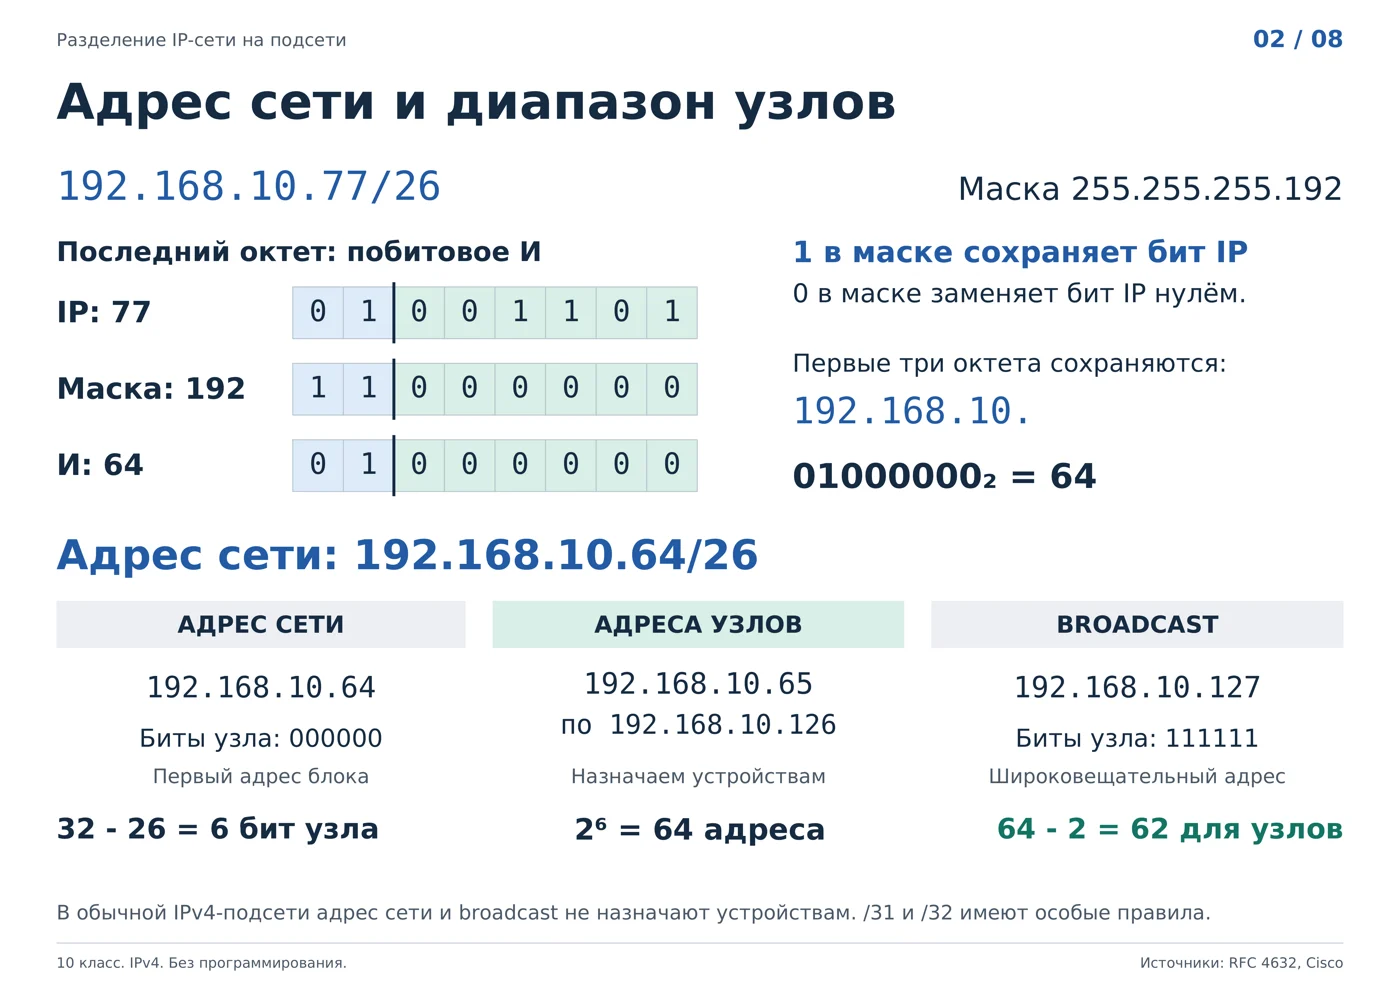 Разделение IP-сети на подсети
02 / 08
Адрес сети и диапазон узлов
192.168.10.77/26
Маска 255.255.255.192
Последний октет: побитовое И
IP: 77
0 1 0 0 1 1 0 1
Маска: 192
1 1 0 0 0 0 0 0
И: 64
0 1 0 0 0 0 0 0
1 в маске сохраняет бит IP
0 в маске заменяет бит IP нулём.
Первые три октета сохраняются:
192.168.10.
01000000₂ = 64
Адрес сети: 192.168.10.64/26
АДРЕС СЕТИ
192.168.10.64
Биты узла: 000000
Первый адрес блока
АДРЕСА УЗЛОВ
192.168.10.65
по 192.168.10.126
Назначаем устройствам
BROADCAST
192.168.10.127
Биты узла: 111111
Широковещательный адрес
32 - 26 = 6 бит узла
2⁶ = 64 адреса
64 - 2 = 62 для узлов
В обычной IPv4-подсети адрес сети и broadcast не назначают устройствам. /31 и /32 имеют особые правила.
10 класс. IPv4. Без программирования.
Источники: RFC 4632, Cisco